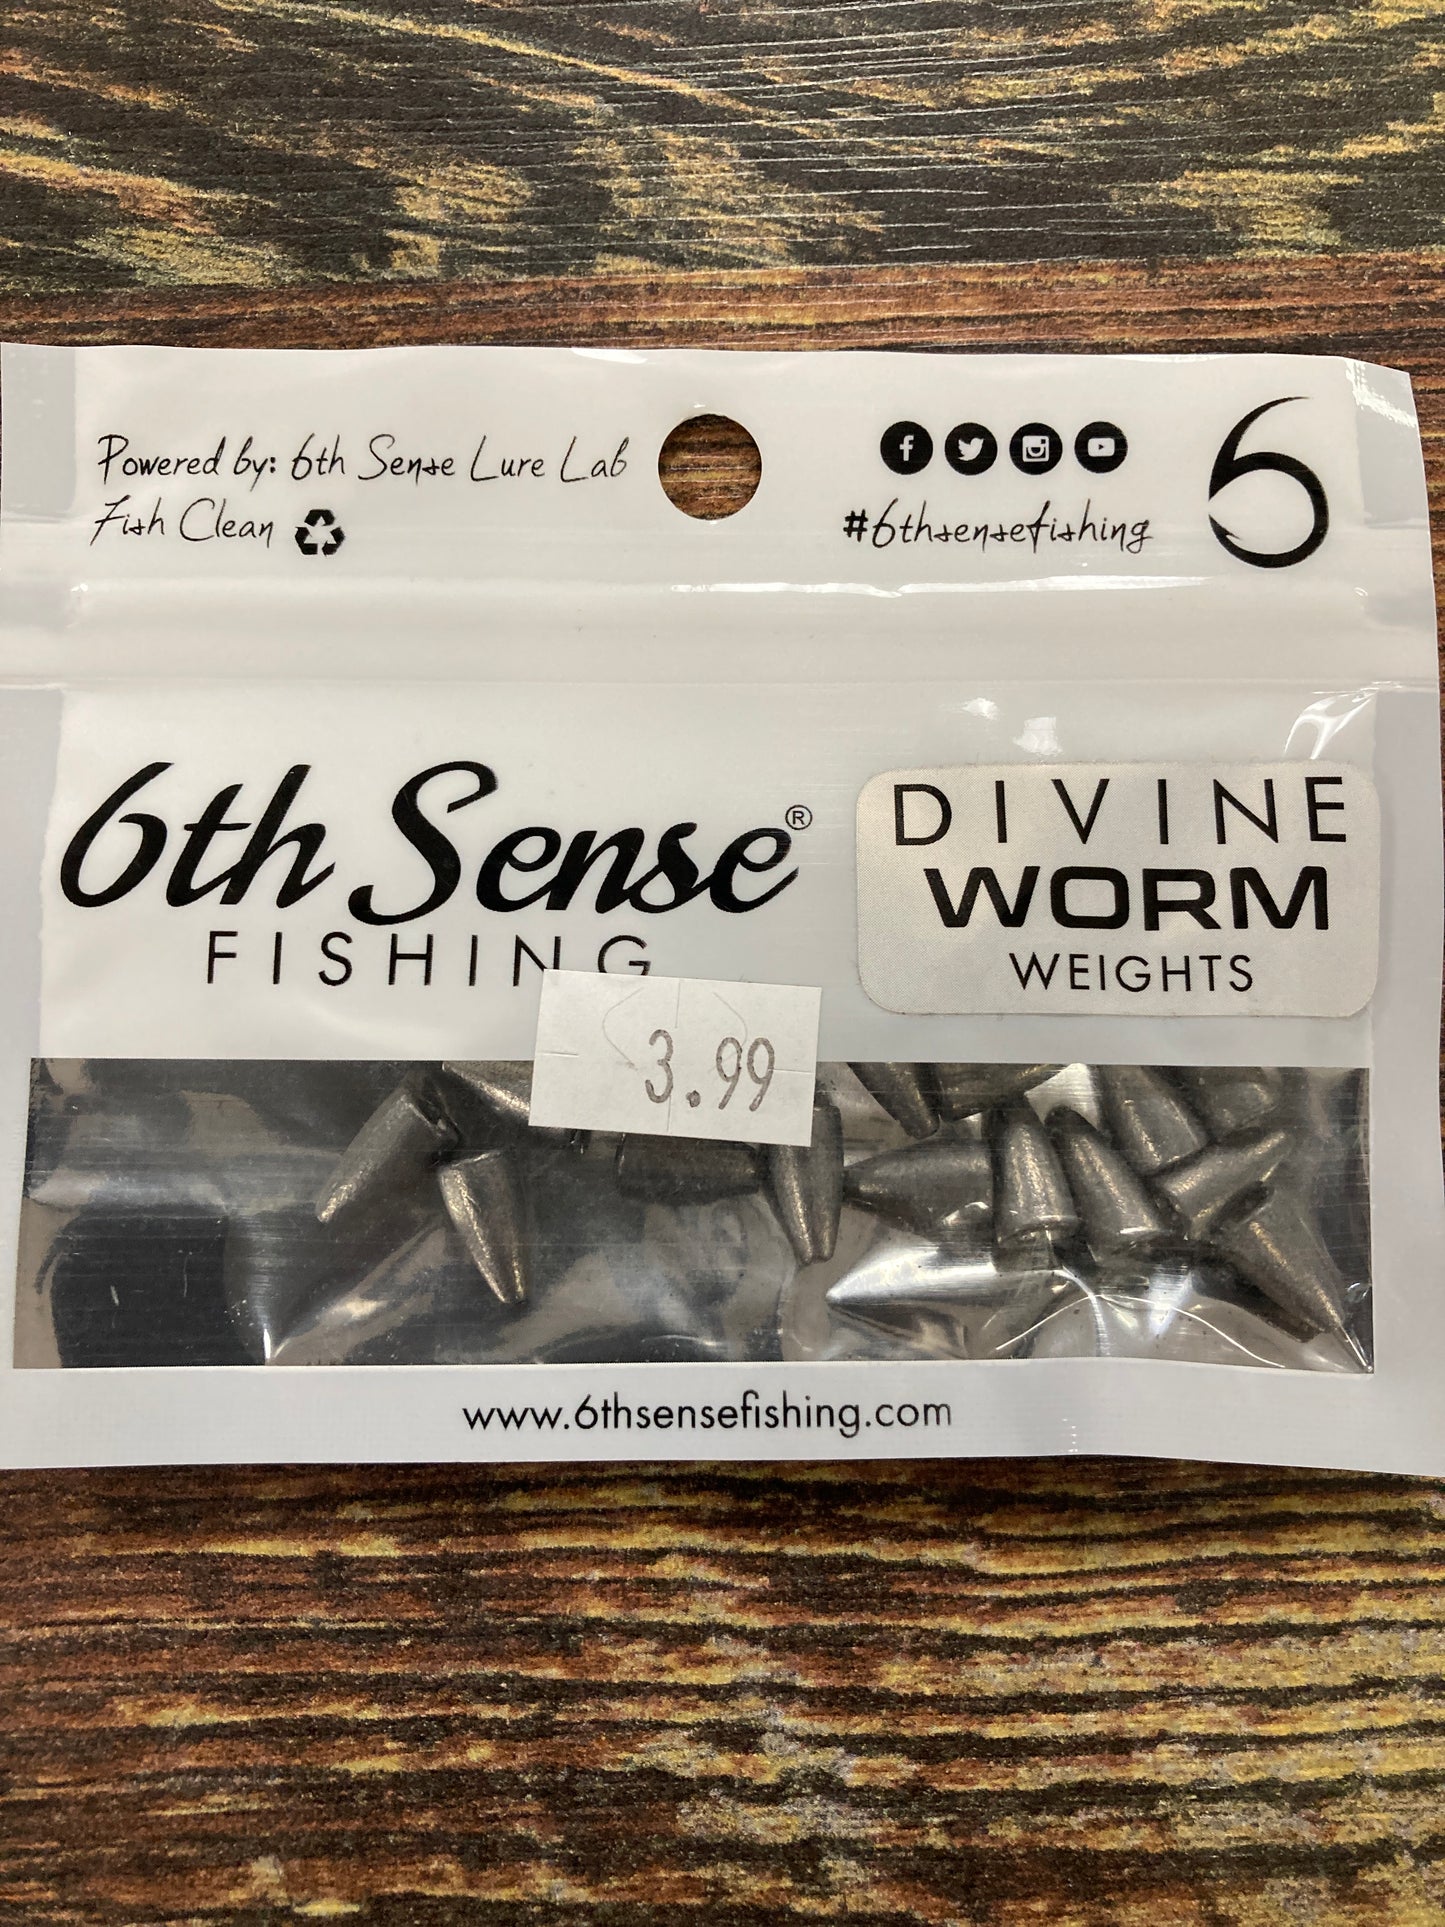 Powered by: 6th Sense Lure Lab
Fish Clean
#6thsensefishing
6
6th Sense®
FISHING
DIVINE
WORM
WEIGHTS
3.99
www.6thsensefishing.com